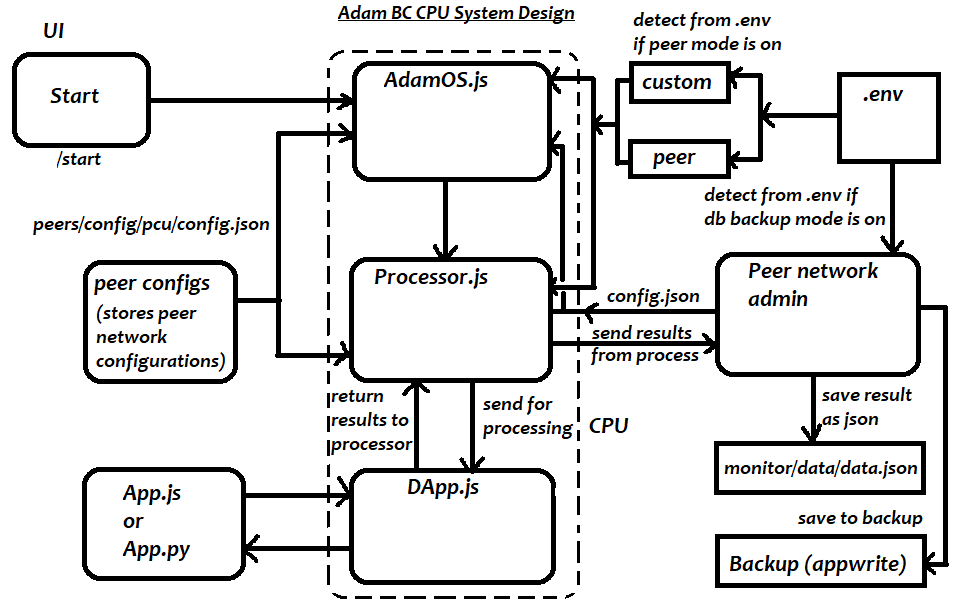 Adam BC CPU System Design
UI
Start
/start
AdamOS.js
detect from .env
if peer mode is on
custom
peer
.env
detect from .env if
db backup mode is on
peers/config/pcu/config.json
peer configs
(stores peer
network
configurations)
Processor.js
config.json
send results
from process
Peer network
admin
return
results to
processor
send for
processing
CPU
save result
as json
monitor/data/data.json
App.js
or
App.py
DApp.js
save to backup
Backup (appwrite)